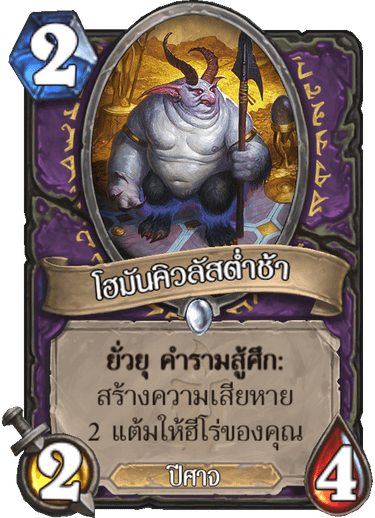 2
โฮมันคิวลัสต่ำช้า
ยั่วยุ คำรามสู้ศึก:
สร้างความเสียหาย
2 แต้มให้ฮีโร่ของคุณ
2
ปีศาจ
4